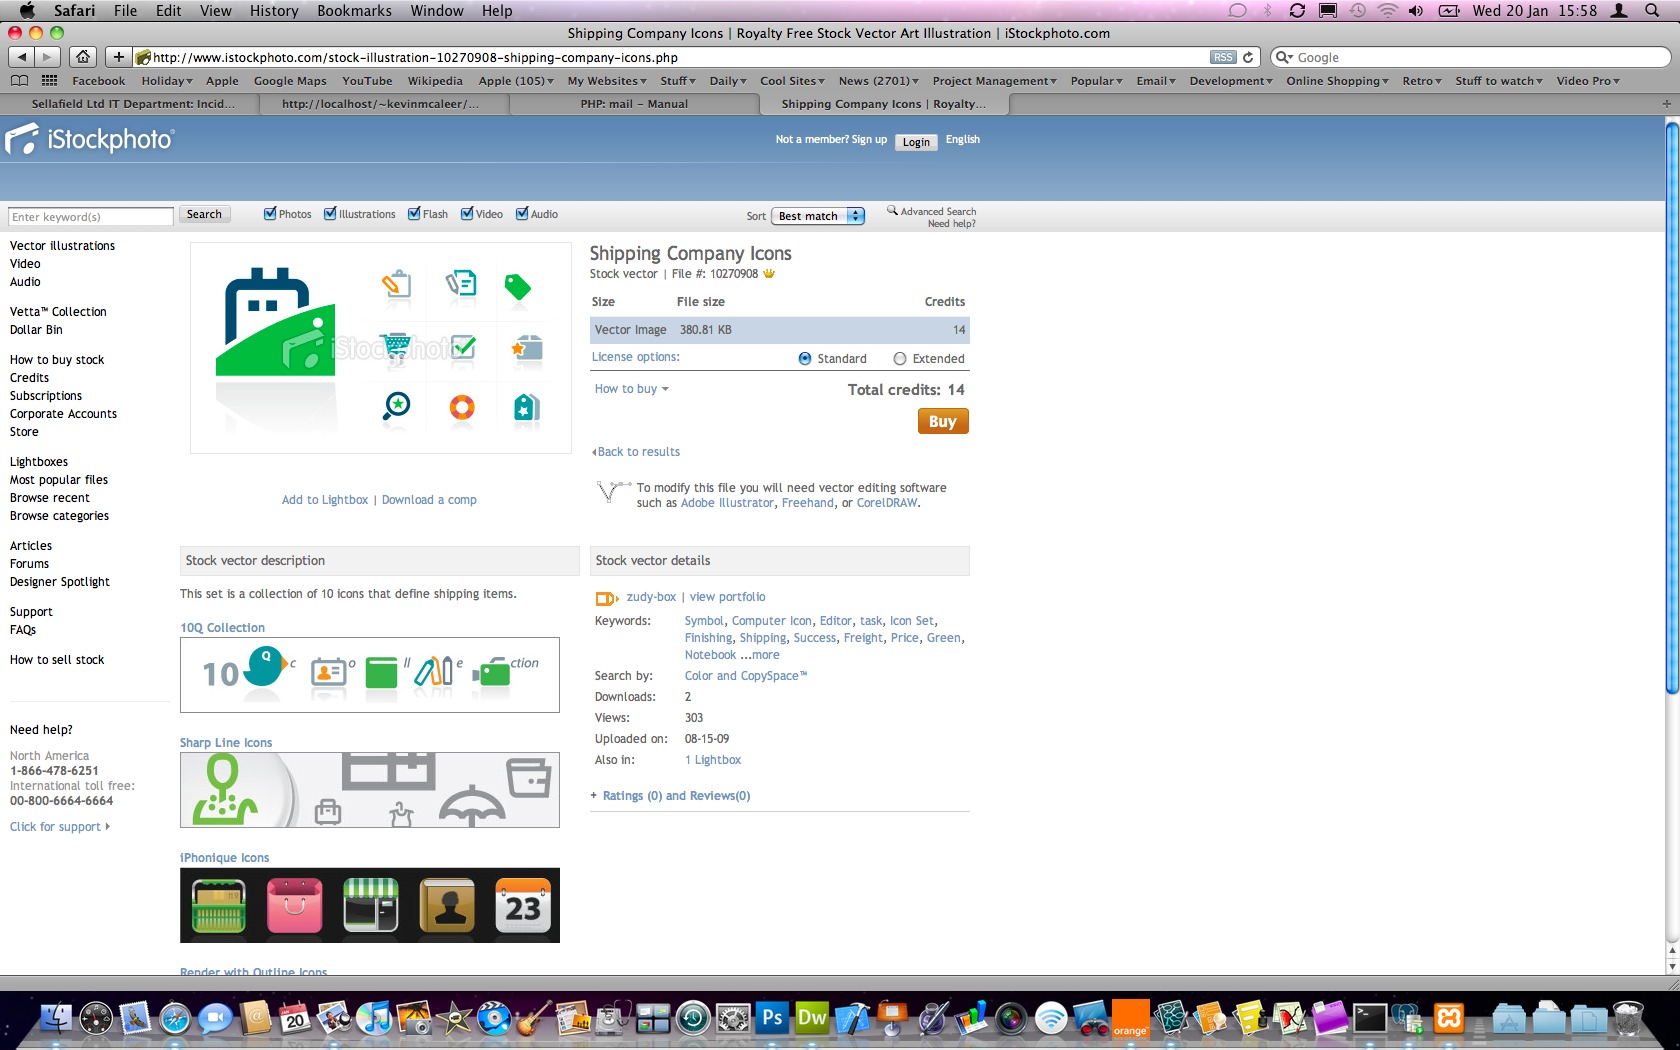 Safari File Edit View History Bookmarks Window Help
Wed 20 Jan 15:58
Shipping Company Icons | Royalty Free Stock Vector Art Illustration | iStockphoto.com
http://www.istockphoto.com/stock-illustration-10270908-shipping-company-icons.php
RSS
Google
Facebook Holiday Apple Google Maps YouTube Wikipedia Apple (105) My Websites Stuff Daily Cool Sites News (2701) Project Management Popular Email Development Online Shopping Retro Stuff to watch Video Pro
Sellafield Ltd IT Department: Incid...
http://localhost/~kevinmcaleer/...
PHP: mail - Manual
Shipping Company Icons | Royalty...
iStockphoto
Not a member? Sign up
Login
English
Enter keyword(s)
Search
Photos Illustrations Flash Video Audio
Sort
Best match
Advanced Search
Need help?
Vector illustrations
Video
Audio
Vetta™ Collection
Dollar Bin
How to buy stock
Credits
Subscriptions
Corporate Accounts
Store
Lightboxes
Most popular files
Browse recent
Browse categories
Articles
Forums
Designer Spotlight
Support
FAQs
How to sell stock
Need help?
North America
1-866-478-6251
International toll free:
00-800-6664-6664
Click for support
iStockphoto
Add to Lightbox | Download a comp
Shipping Company Icons
Stock vector | File #: 10270908
Size File size Credits
Vector Image 380.81 KB 14
License options: Standard Extended
How to buy
Total credits: 14
Buy
Back to results
To modify this file you will need vector editing software
such as Adobe Illustrator, Freehand, or CorelDRAW.
Stock vector description
This set is a collection of 10 icons that define shipping items.
10Q Collection
10 Q c o ll e ction
Sharp Line Icons
iPhonique Icons
23
Render with Outline Icons
Stock vector details
zudy-box | view portfolio
Keywords: Symbol, Computer Icon, Editor, task, Icon Set,
Finishing, Shipping, Success, Freight, Price, Green,
Notebook ...more
Search by: Color and CopySpace™
Downloads: 2
Views: 303
Uploaded on: 08-15-09
Also in: 1 Lightbox
+ Ratings (0) and Reviews(0)
20
Ps
Dw
orange